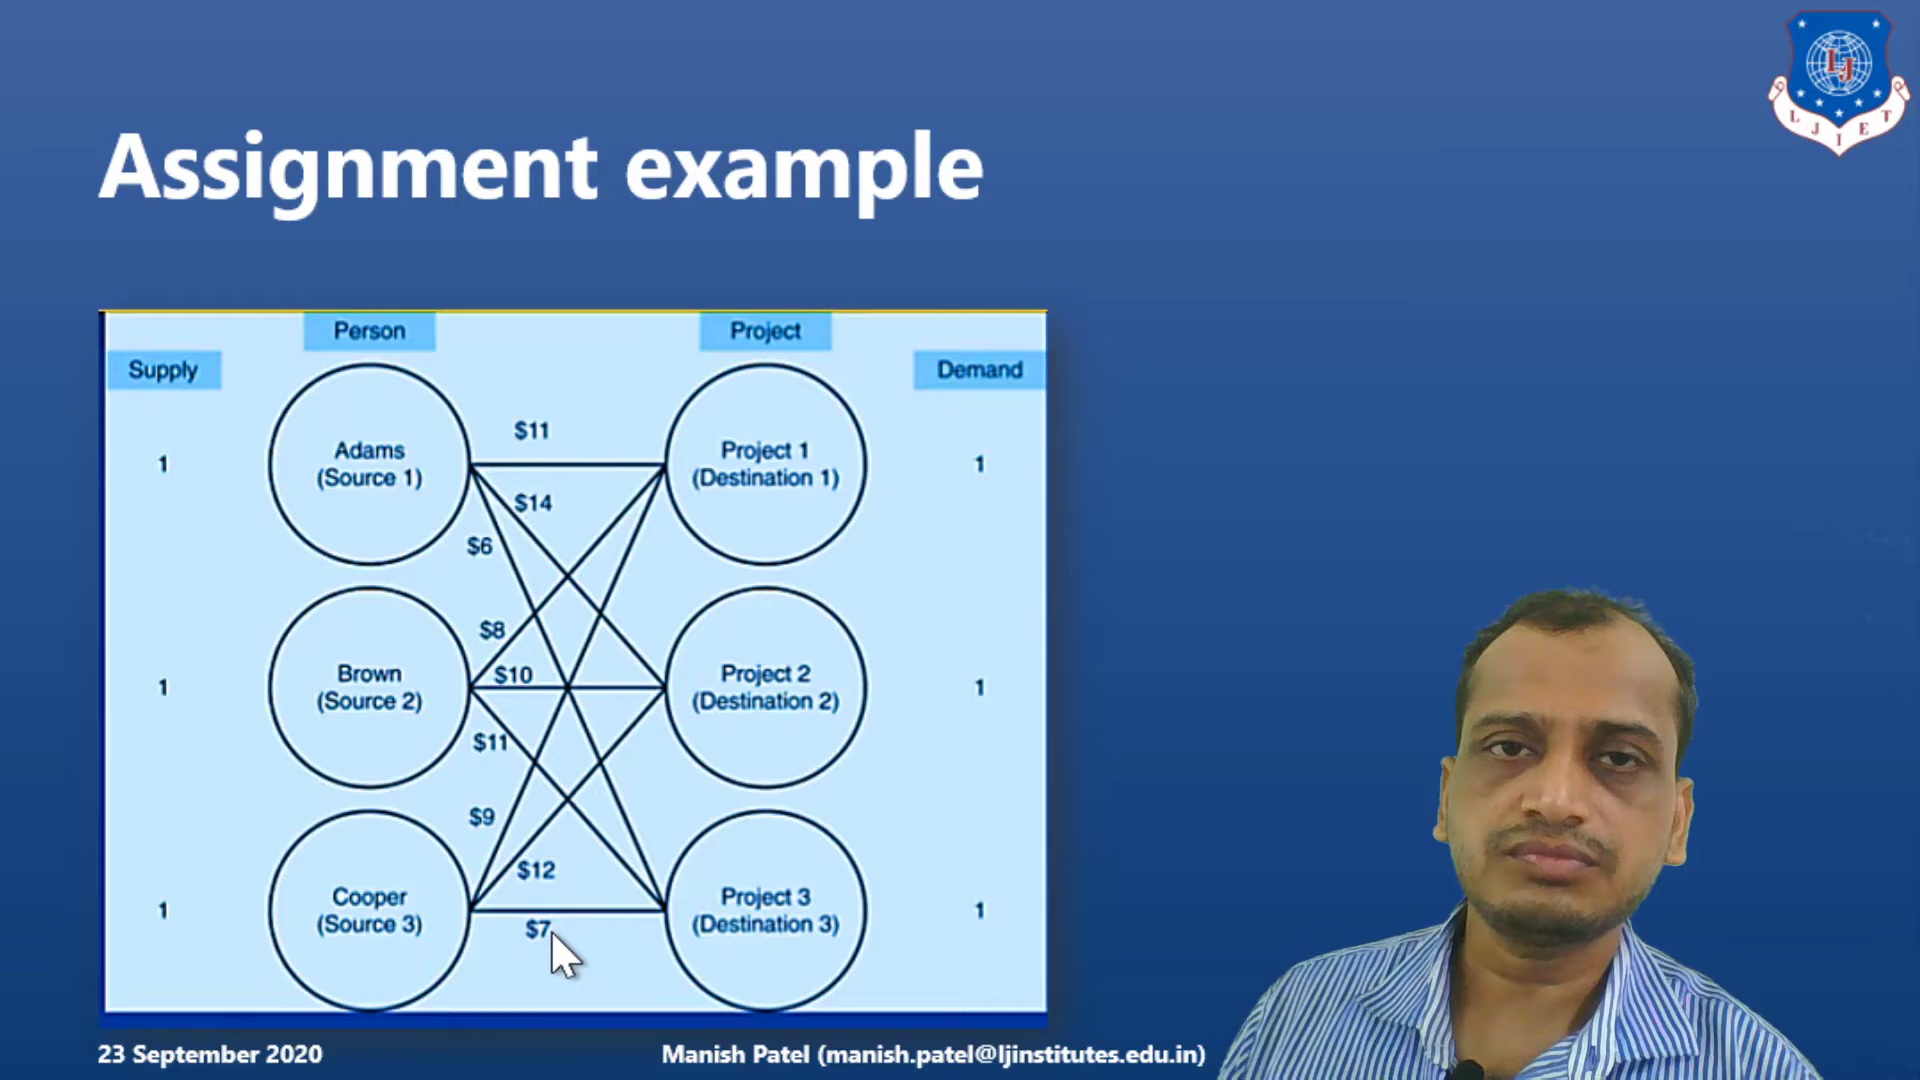 LJ
L J I E T
Assignment example
Person
Project
Supply
Demand
1
Adams
(Source 1)
$11
$14
$6
Project 1
(Destination 1)
1
1
Brown
(Source 2)
$8
$10
$11
Project 2
(Destination 2)
1
1
Cooper
(Source 3)
$9
$12
$7
Project 3
(Destination 3)
1
23 September 2020
Manish Patel (manish.patel@ljinstitutes.edu.in)